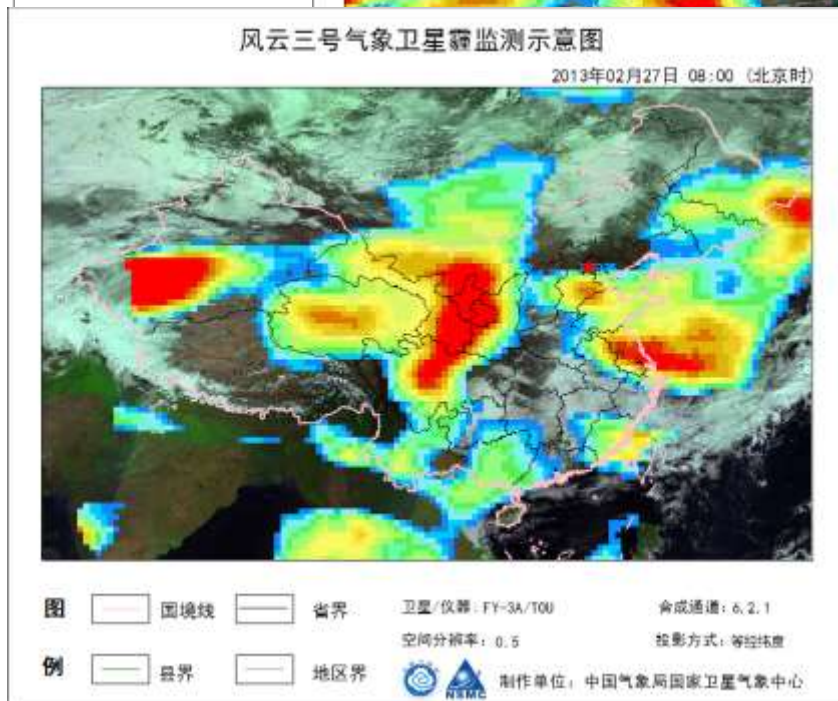 风云三号气象卫星霾监测示意图
2013年02月27日 08:00 (北京时)
图 国境线 省界 卫星/仪器: FY-3A/TOU 合成通道: 6,2,1
空间分辨率: 0.5 投影方式: 等经纬度
例 县界 地区界 NSMC 制作单位: 中国气象局国家卫星气象中心